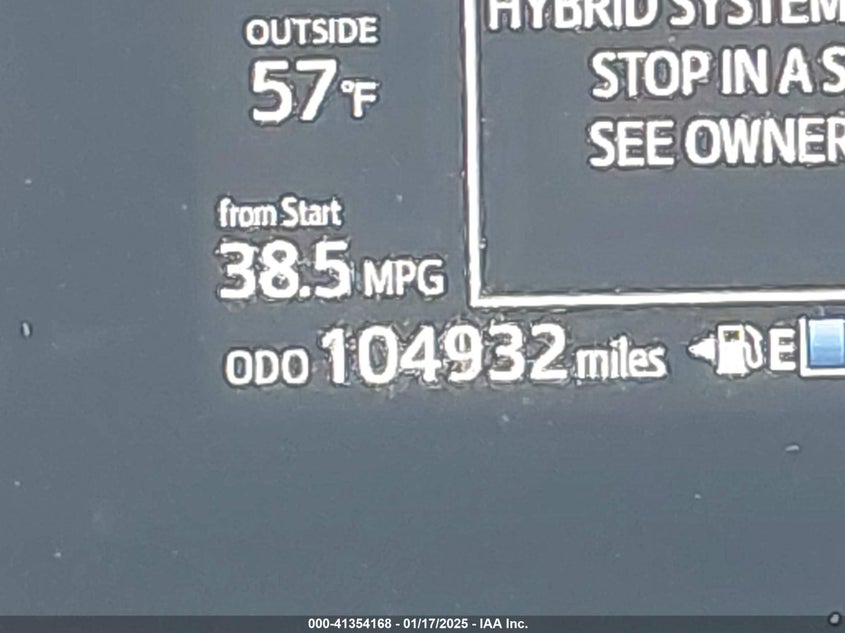 OUTSIDE
57°F
from Start
38.5 MPG
ODO 104932 miles
E
HYBRID SYSTEM
STOP IN A S
SEE OWNER
000-41354168 - 01/17/2025 - IAA Inc.